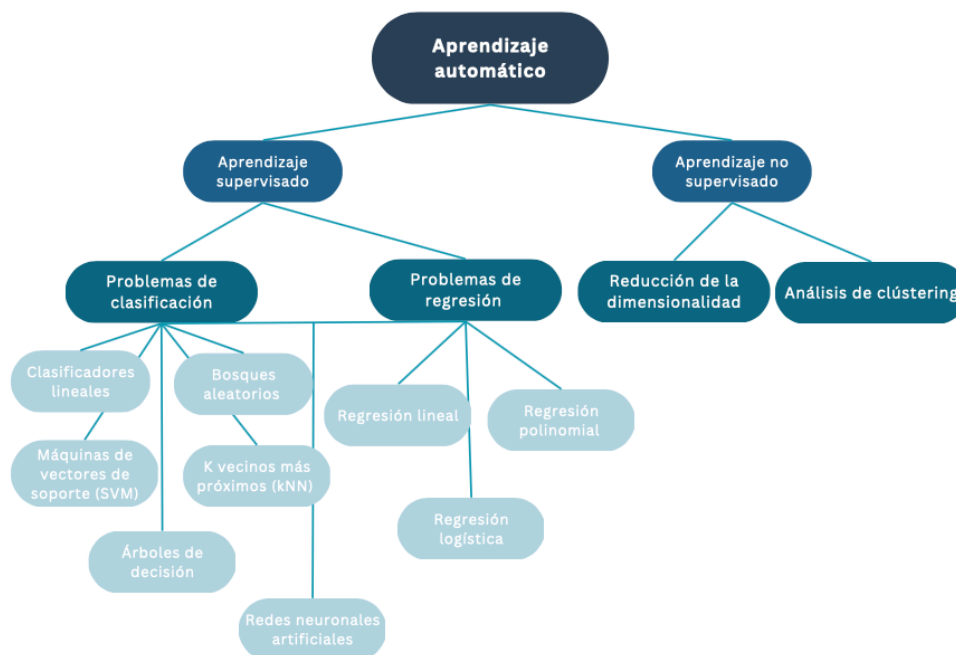 Aprendizaje
automático
Aprendizaje
supervisado
Aprendizaje no
supervisado
Problemas de
clasificación
Problemas de
regresión
Reducción de la
dimensionalidad
Análisis de clústering
Clasificadores
lineales
Bosques
aleatorios
Regresión lineal
Regresión
polinomial
Máquinas de
vectores de
soporte (SVM)
K vecinos más
próximos (kNN)
Regresión
logística
Árboles de
decisión
Redes neuronales
artificiales